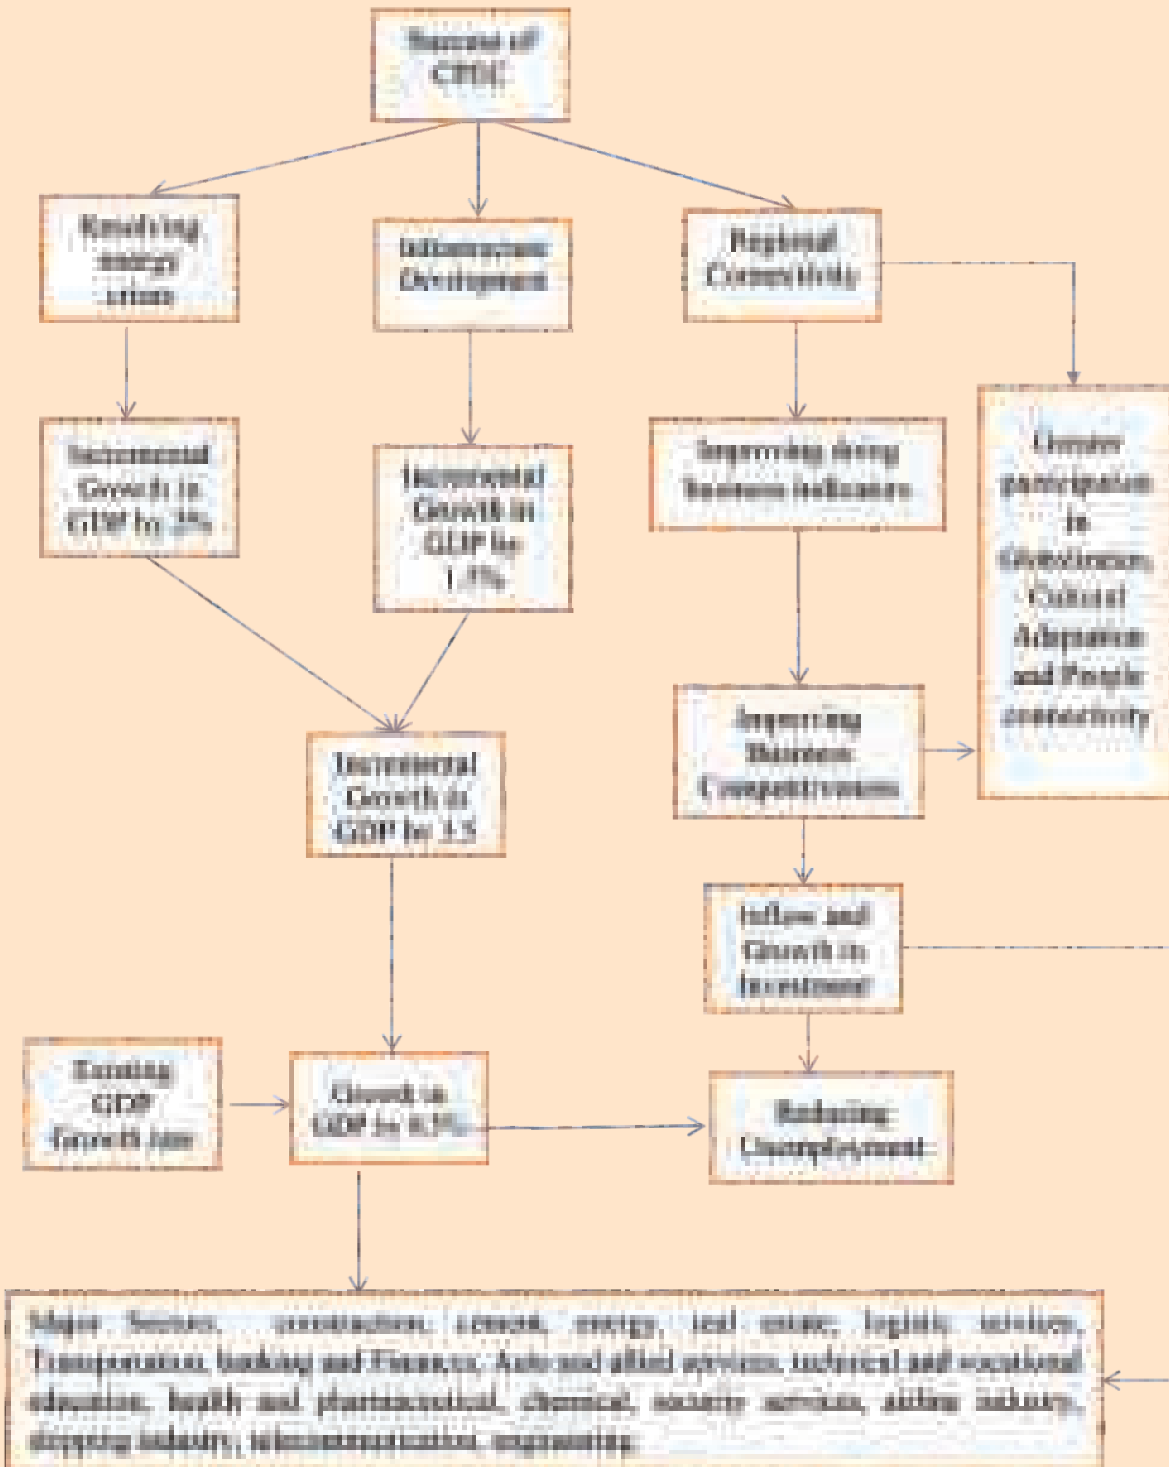 Success of
CPEC
Resolving
energy
crises
Infrastructure
Development
Regional
Connectivity
Incremental
Growth in
GDP by 2%
Incremental
Growth in
GDP by
1.5%
Improving doing
business indicators
Greater
participation
in
Globalization,
Cultural
Adaptation
and People
connectivity
Improving
Business
Competitiveness
Incremental
Growth in
GDP by 3.5
Inflow and
Growth in
Investment
Existing
GDP
Growth rate
Growth in
GDP by
Reducing
Unemployment
Major Sectors, construction, cement, energy, real estate, logistic services,
Transportation, banking and Finances, Auto and allied services, technical and vocational
education, health and pharmaceutical, chemical, security services, airline industry,
shipping industry, telecommunication, engineering